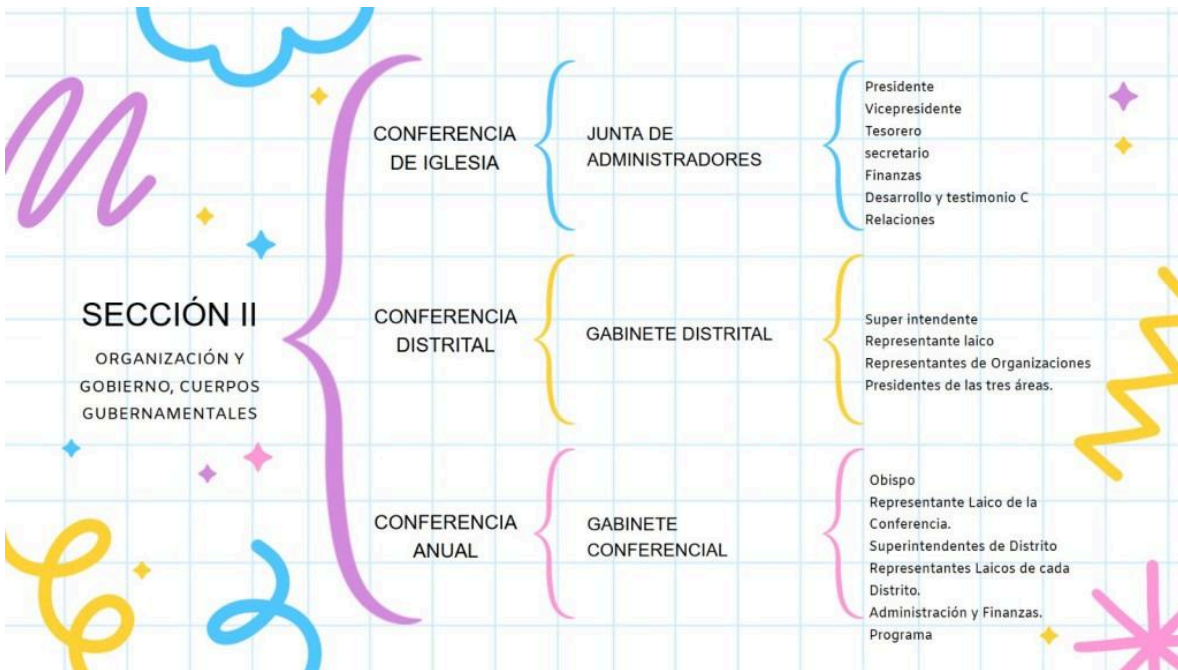 SECCIÓN II
ORGANIZACIÓN Y
GOBIERNO, CUERPOS
GUBERNAMENTALES
CONFERENCIA
DE IGLESIA
JUNTA DE
ADMINISTRADORES
Presidente
Vicepresidente
Tesorero
secretario
Finanzas
Desarrollo y testimonio C
Relaciones
CONFERENCIA
DISTRITAL
GABINETE DISTRITAL
Super intendente
Representante laico
Representantes de Organizaciones
Presidentes de las tres áreas.
CONFERENCIA
ANUAL
GABINETE
CONFERENCIAL
Obispo
Representante Laico de la
Conferencia.
Superintendentes de Distrito
Representantes Laicos de cada
Distrito.
Administración y Finanzas.
Programa